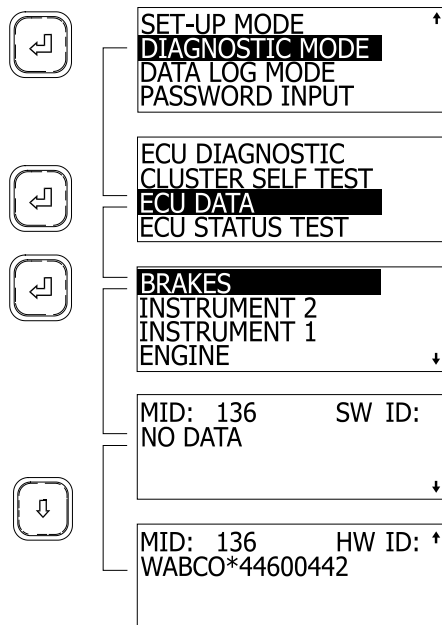 SET-UP MODE
DIAGNOSTIC MODE
DATA LOG MODE
PASSWORD INPUT
ECU DIAGNOSTIC
CLUSTER SELF TEST
ECU DATA
ECU STATUS TEST
BRAKES
INSTRUMENT 2
INSTRUMENT 1
ENGINE
MID: 136 SW ID:
NO DATA
MID: 136 HW ID:
WABCO*44600442